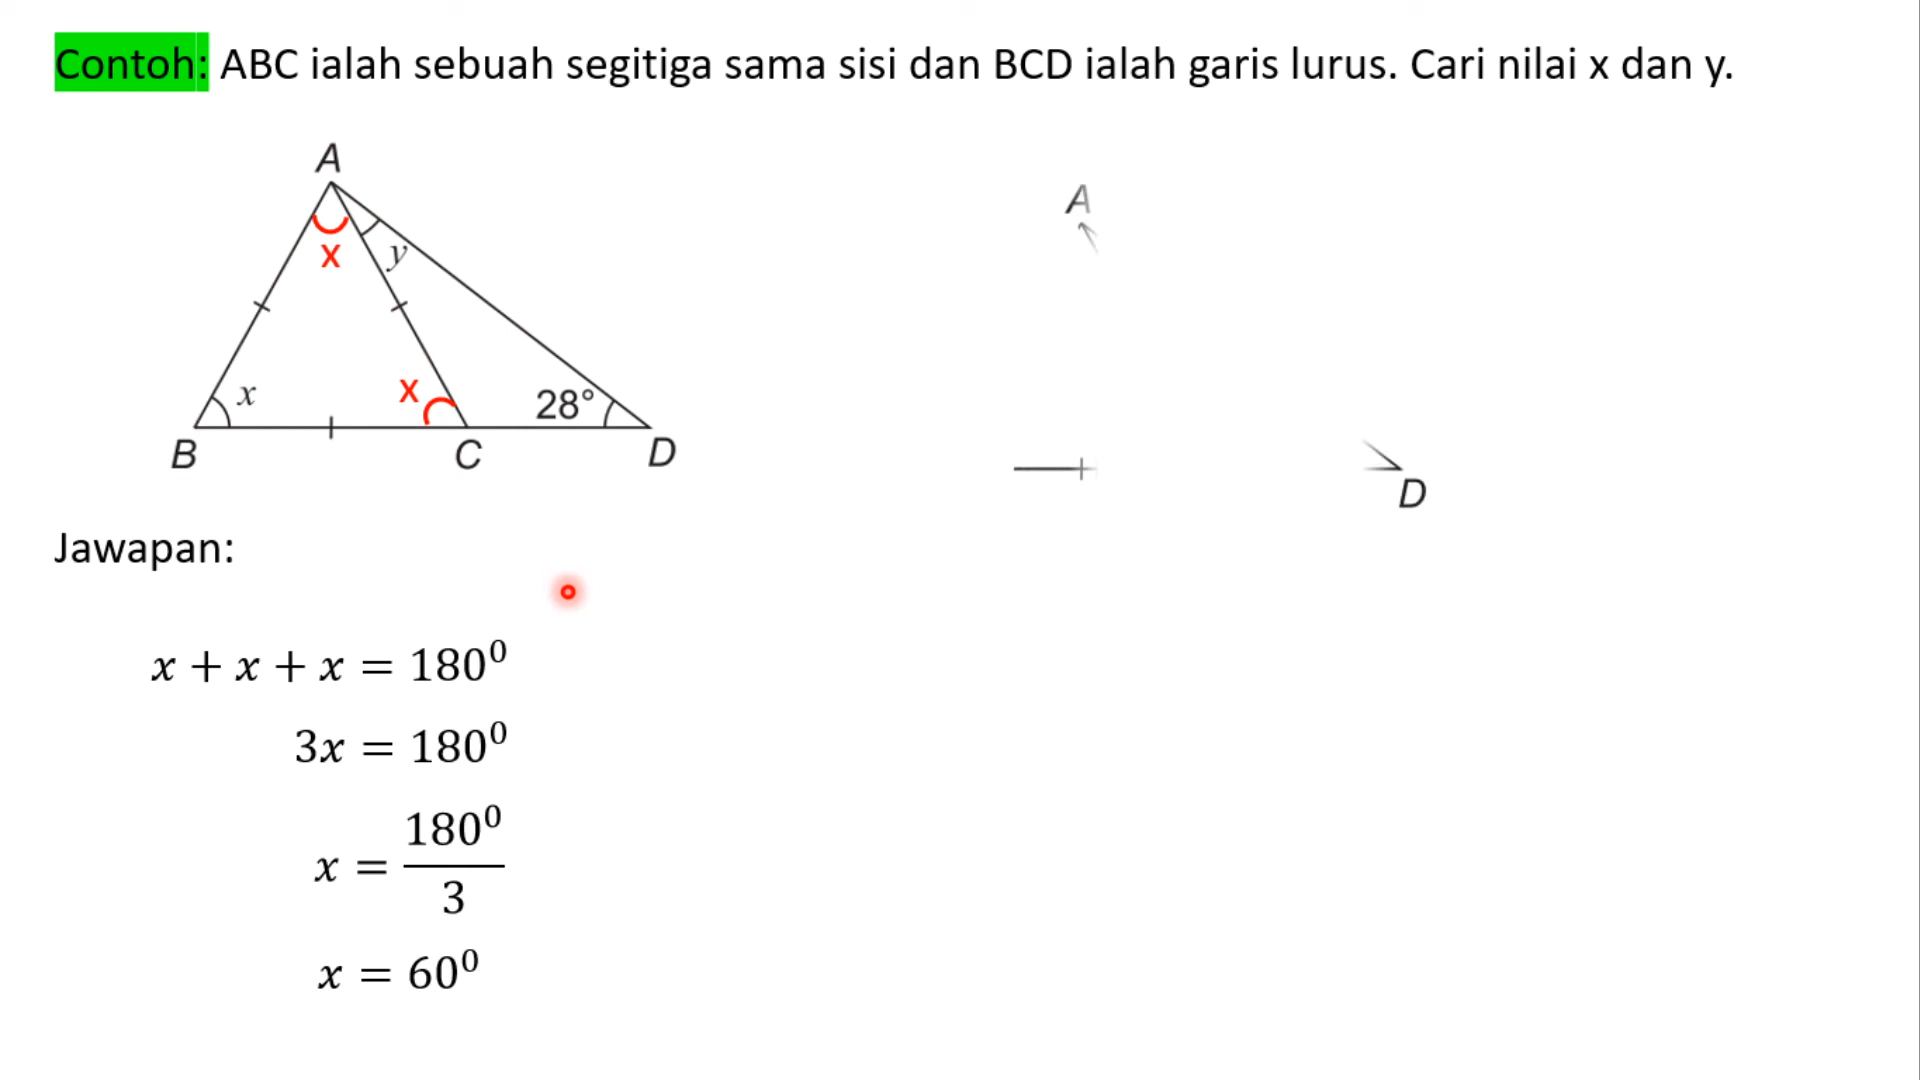 Contoh: ABC ialah sebuah segitiga sama sisi dan BCD ialah garis lurus. Cari nilai x dan y.
A
A
x
y
x
x
28°
B
C
D
D
Jawapan:
x + x + x = 180⁰
3x = 180⁰
x = 180⁰/3
x = 60⁰